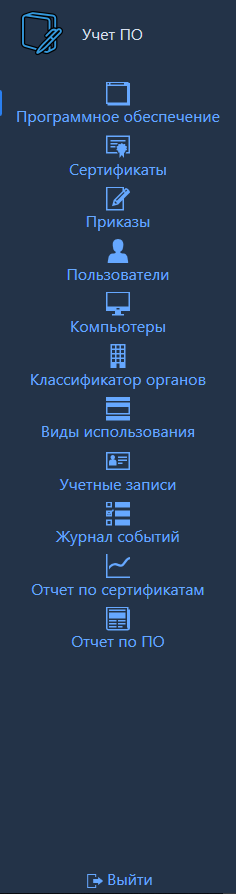 Учет ПО
Программное обеспечение
Сертификаты
Приказы
Пользователи
Компьютеры
Классификатор органов
Виды использования
Учетные записи
Журнал событий
Отчет по сертификатам
Отчет по ПО
Выйти